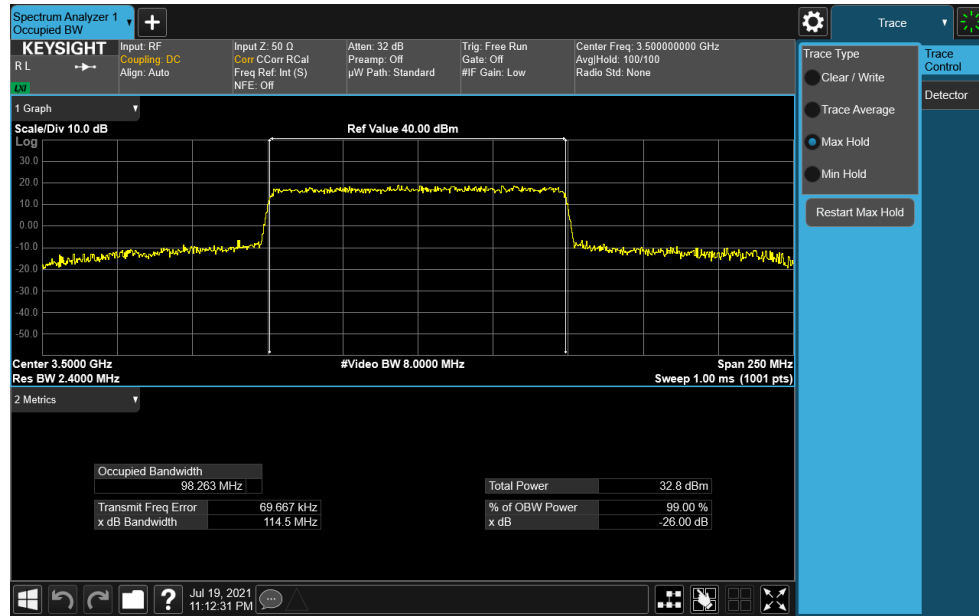 Spectrum Analyzer 1
Occupied BW
Trace
KEYSIGHT
R L
LXI
Input: RF
Coupling: DC
Align: Auto
Input Z: 50 Ω
Corr CCorr RCal
Freq Ref: Int (S)
NFE: Off
Atten: 32 dB
Preamp: Off
µW Path: Standard
Trig: Free Run
Gate: Off
#IF Gain: Low
Center Freq: 3.500000000 GHz
Avg|Hold: 100/100
Radio Std: None
Trace Type
Clear / Write
Trace Average
Max Hold
Min Hold
Restart Max Hold
Trace
Control
Detector
1 Graph
Scale/Div 10.0 dB
Ref Value 40.00 dBm
Log
30.0
20.0
10.0
0.00
-10.0
-20.0
-30.0
-40.0
-50.0
Center 3.5000 GHz
#Video BW 8.0000 MHz
Span 250 MHz
Res BW 2.4000 MHz
Sweep 1.00 ms (1001 pts)
2 Metrics
Occupied Bandwidth
98.263 MHz
Total Power 32.8 dBm
Transmit Freq Error 69.667 kHz
% of OBW Power 99.00 %
x dB Bandwidth 114.5 MHz
x dB -26.00 dB
?
Jul 19, 2021
11:12:31 PM